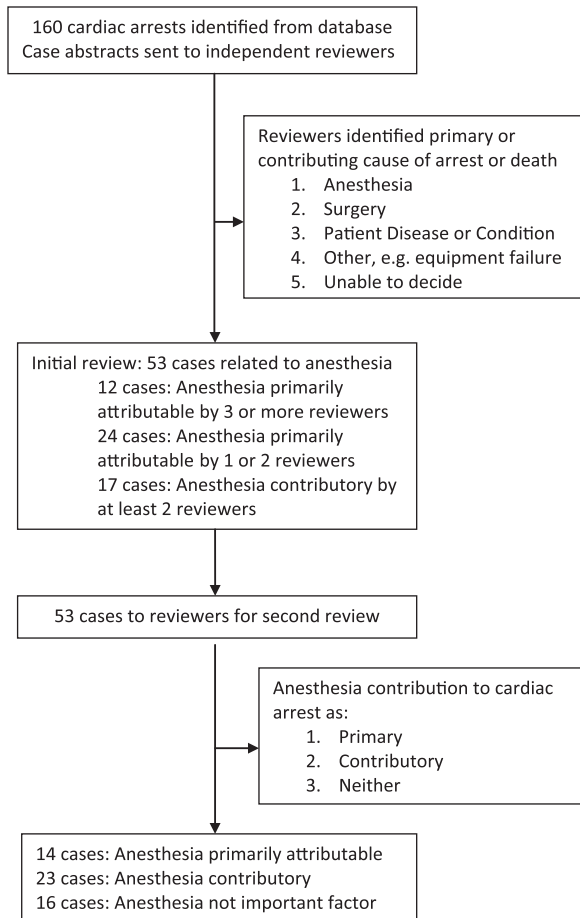 160 cardiac arrests identified from database
Case abstracts sent to independent reviewers
Reviewers identified primary or
contributing cause of arrest or death
1. Anesthesia
2. Surgery
3. Patient Disease or Condition
4. Other, e.g. equipment failure
5. Unable to decide
Initial review: 53 cases related to anesthesia
12 cases: Anesthesia primarily
attributable by 3 or more reviewers
24 cases: Anesthesia primarily
attributable by 1 or 2 reviewers
17 cases: Anesthesia contributory by
at least 2 reviewers
53 cases to reviewers for second review
Anesthesia contribution to cardiac
arrest as:
1. Primary
2. Contributory
3. Neither
14 cases: Anesthesia primarily attributable
23 cases: Anesthesia contributory
16 cases: Anesthesia not important factor